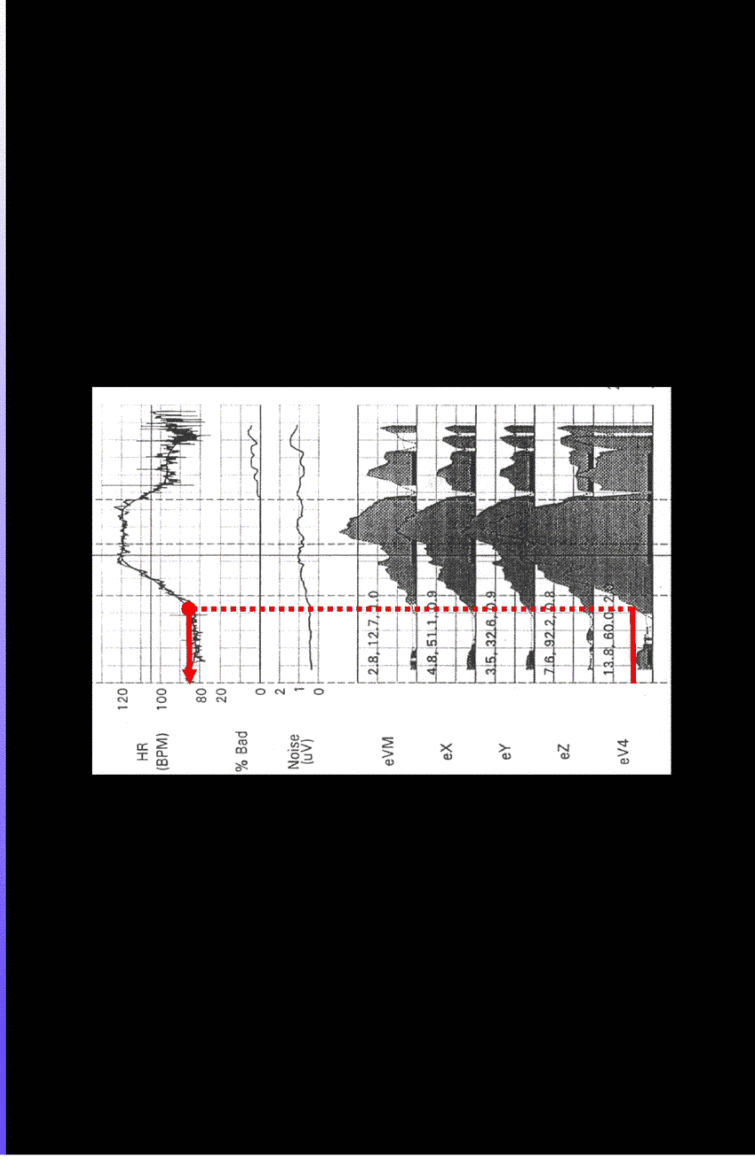 120
HR
(BPM) 100
80
20
% Bad
0
2
Noise
(uV) 1
0
eVM 2.8, 12.7, 1.0
eX 4.8, 51.1, 0.9
eY 3.5, 32.6, 0.9
eZ 7.6, 92.2, 0.8
eV4 13.8, 60.0,